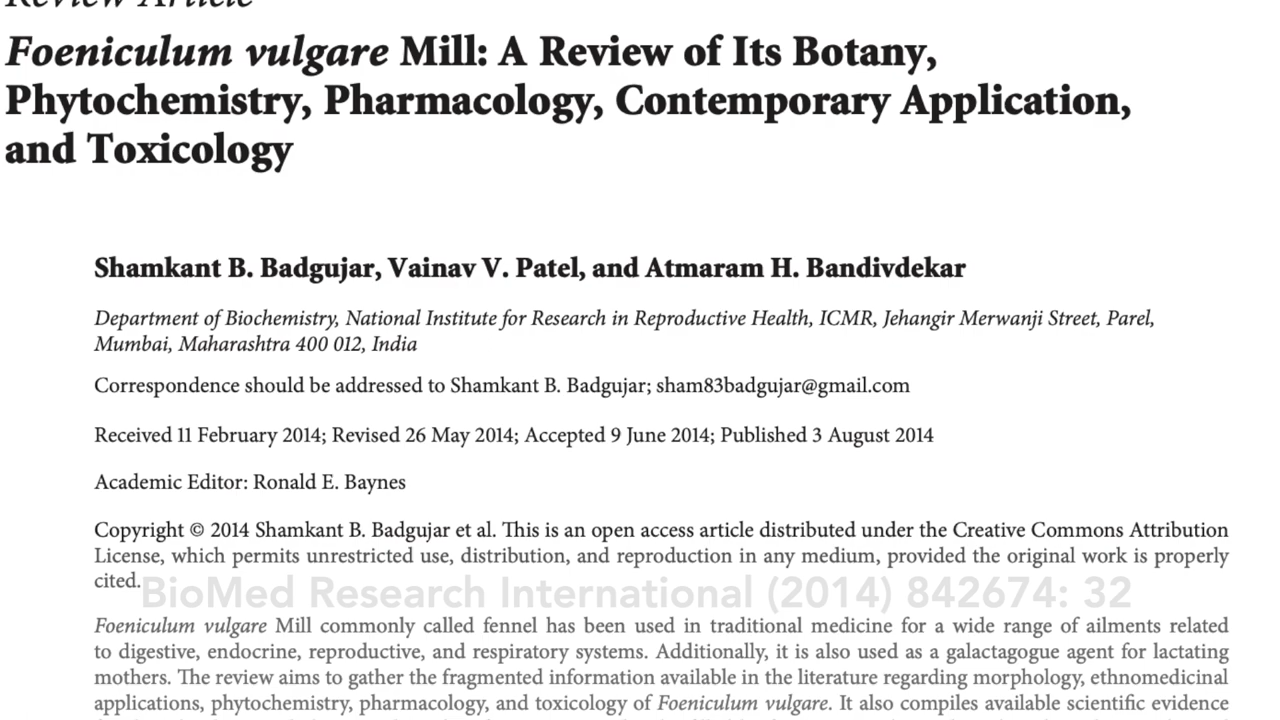 Review Article
Foeniculum vulgare Mill: A Review of Its Botany,
Phytochemistry, Pharmacology, Contemporary Application,
and Toxicology
Shamkant B. Badgujar, Vainav V. Patel, and Atmaram H. Bandivdekar
Department of Biochemistry, National Institute for Research in Reproductive Health, ICMR, Jehangir Merwanji Street, Parel,
Mumbai, Maharashtra 400 012, India
Correspondence should be addressed to Shamkant B. Badgujar; sham83badgujar@gmail.com
Received 11 February 2014; Revised 26 May 2014; Accepted 9 June 2014; Published 3 August 2014
Academic Editor: Ronald E. Baynes
Copyright © 2014 Shamkant B. Badgujar et al. This is an open access article distributed under the Creative Commons Attribution
License, which permits unrestricted use, distribution, and reproduction in any medium, provided the original work is properly
cited.
BioMed Research International (2014) 842674: 32
Foeniculum vulgare Mill commonly called fennel has been used in traditional medicine for a wide range of ailments related
to digestive, endocrine, reproductive, and respiratory systems. Additionally, it is also used as a galactagogue agent for lactating
mothers. The review aims to gather the fragmented information available in the literature regarding morphology, ethnomedicinal
applications, phytochemistry, pharmacology, and toxicology of Foeniculum vulgare. It also compiles available scientific evidence